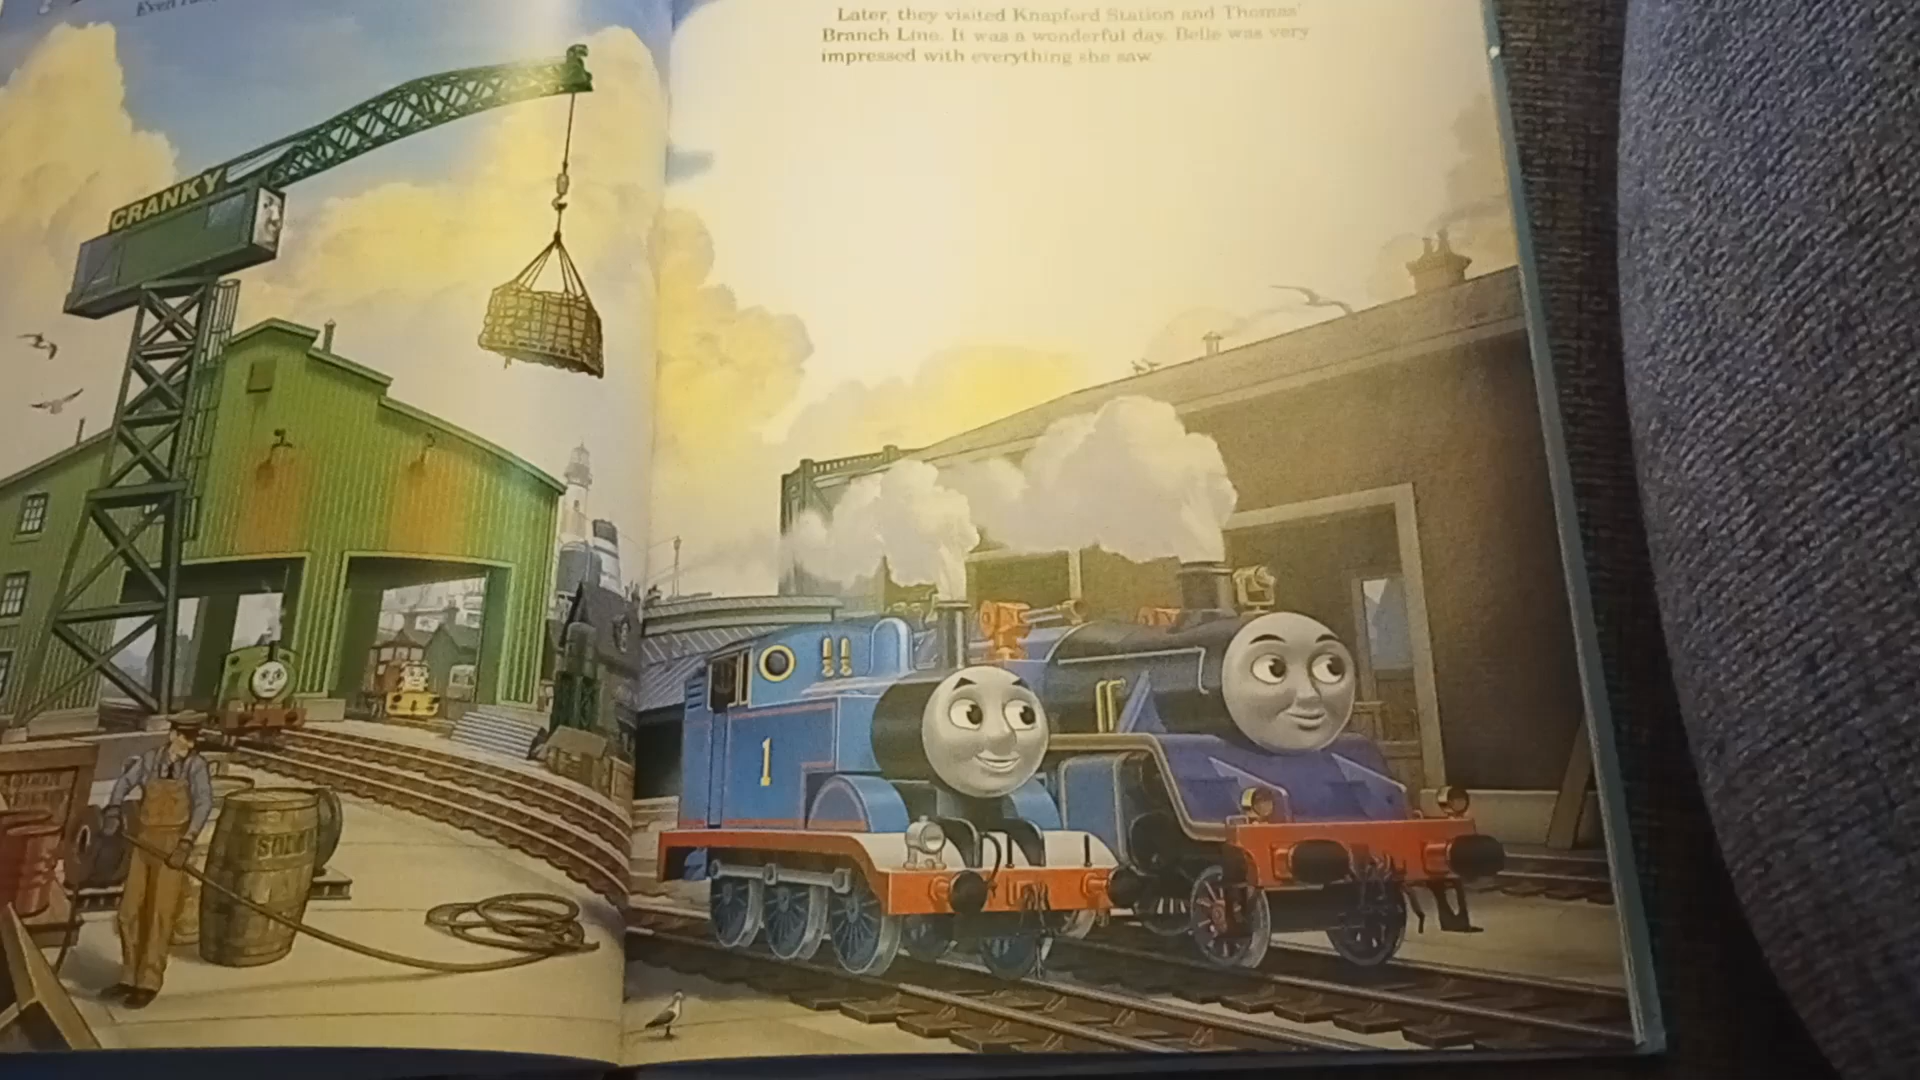 Even
Later, they visited Knapford Station and Thomas'
Branch Line. It was a wonderful day. Belle was very
impressed with everything she saw.
CRANKY
1